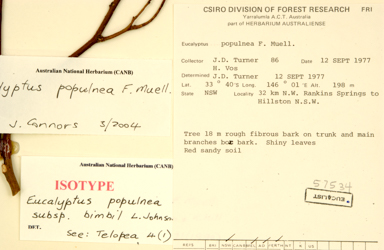 Australian National Herbarium (CANB)
populnea F. Muell.
J. Connors 3/2004
Australian National Herbarium (CANB)
ISOTYPE
Eucalyptus populnea
subsp. bimbil L. Johns
DET. See: Telopea 4(1)
CSIRO DIVISION OF FOREST RESEARCH FRI
Yarralumla A.C.T. Australia
part of HERBARIUM AUSTRALIENSE
Eucalyptus populnea F. Muell.
Collector J.D. Turner 86 Date 12 SEPT 1977
H. Vos
Determined J.D. Turner 12 SEPT 1977
Lat. 33 ° 40's Long. 146 ° 01'E Alt. 198 m
State NSW Locality 32 km N.W. Rankins Springs to
Hillston N.S.W.
Tree 18 m rough fibrous bark on trunk and main
branches box bark. Shiny leaves
Red sandy soil
57534
EUCALIST